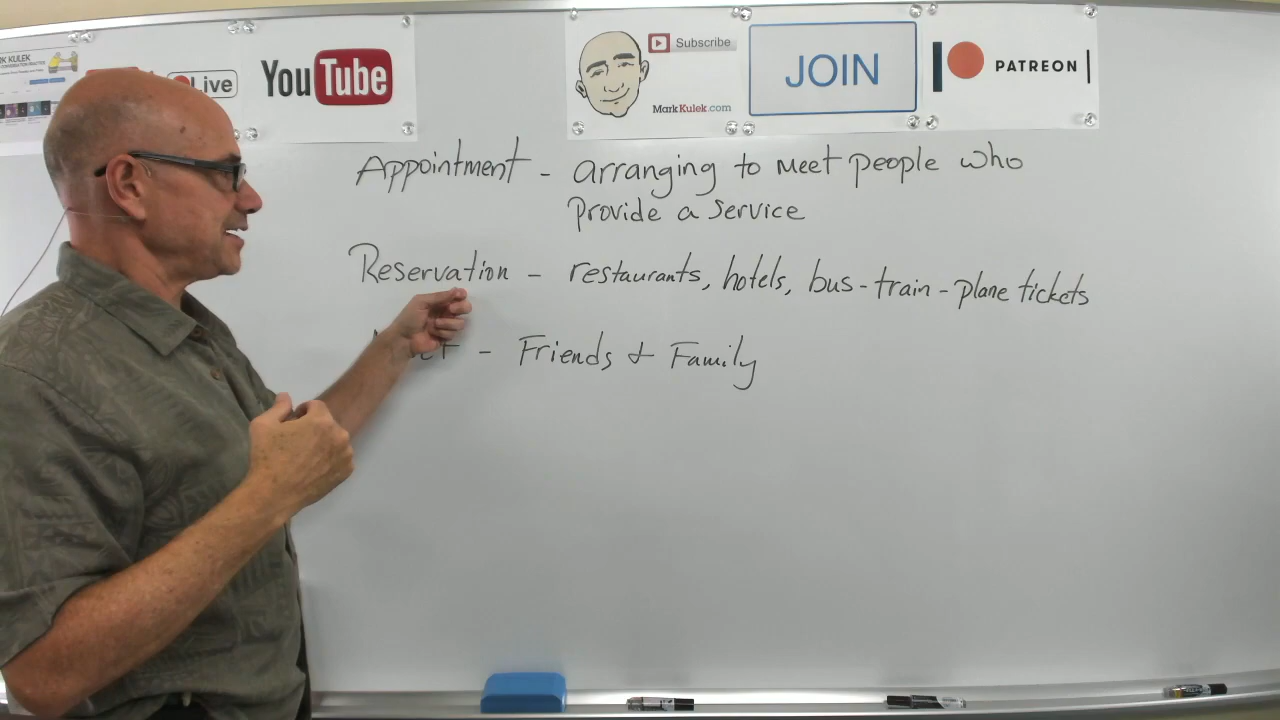 Live
YouTube
Subscribe
MarkKulek.com
JOIN
PATREON
Appointment - arranging to meet people who
provide a service
Reservation - restaurants, hotels, bus-train-plane tickets
- Friends & Family